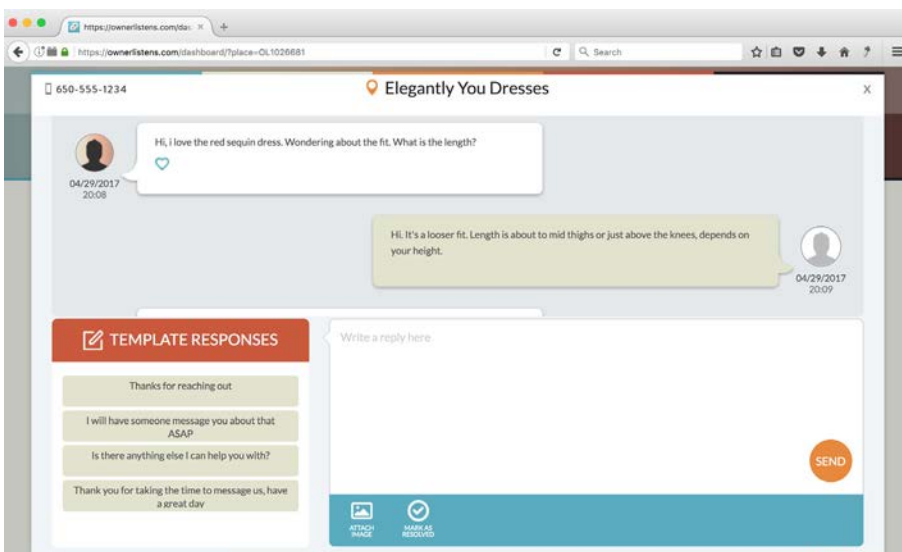 https://ownerlistens.com/das
https://ownerlistens.com/dashboard/?place=OL1026681
Search
650-555-1234
Elegantly You Dresses
X
Hi, i love the red sequin dress. Wondering about the fit. What is the length?
04/29/2017
20:08
Hi. It's a looser fit. Length is about to mid thighs or just above the knees, depends on
your height.
04/29/2017
20:09
TEMPLATE RESPONSES
Write a reply here
Thanks for reaching out
I will have someone message you about that
ASAP
Is there anything else I can help you with?
Thank you for taking the time to message us, have
a great day
SEND
ATTACH
IMAGE
MARK AS
RESOLVED